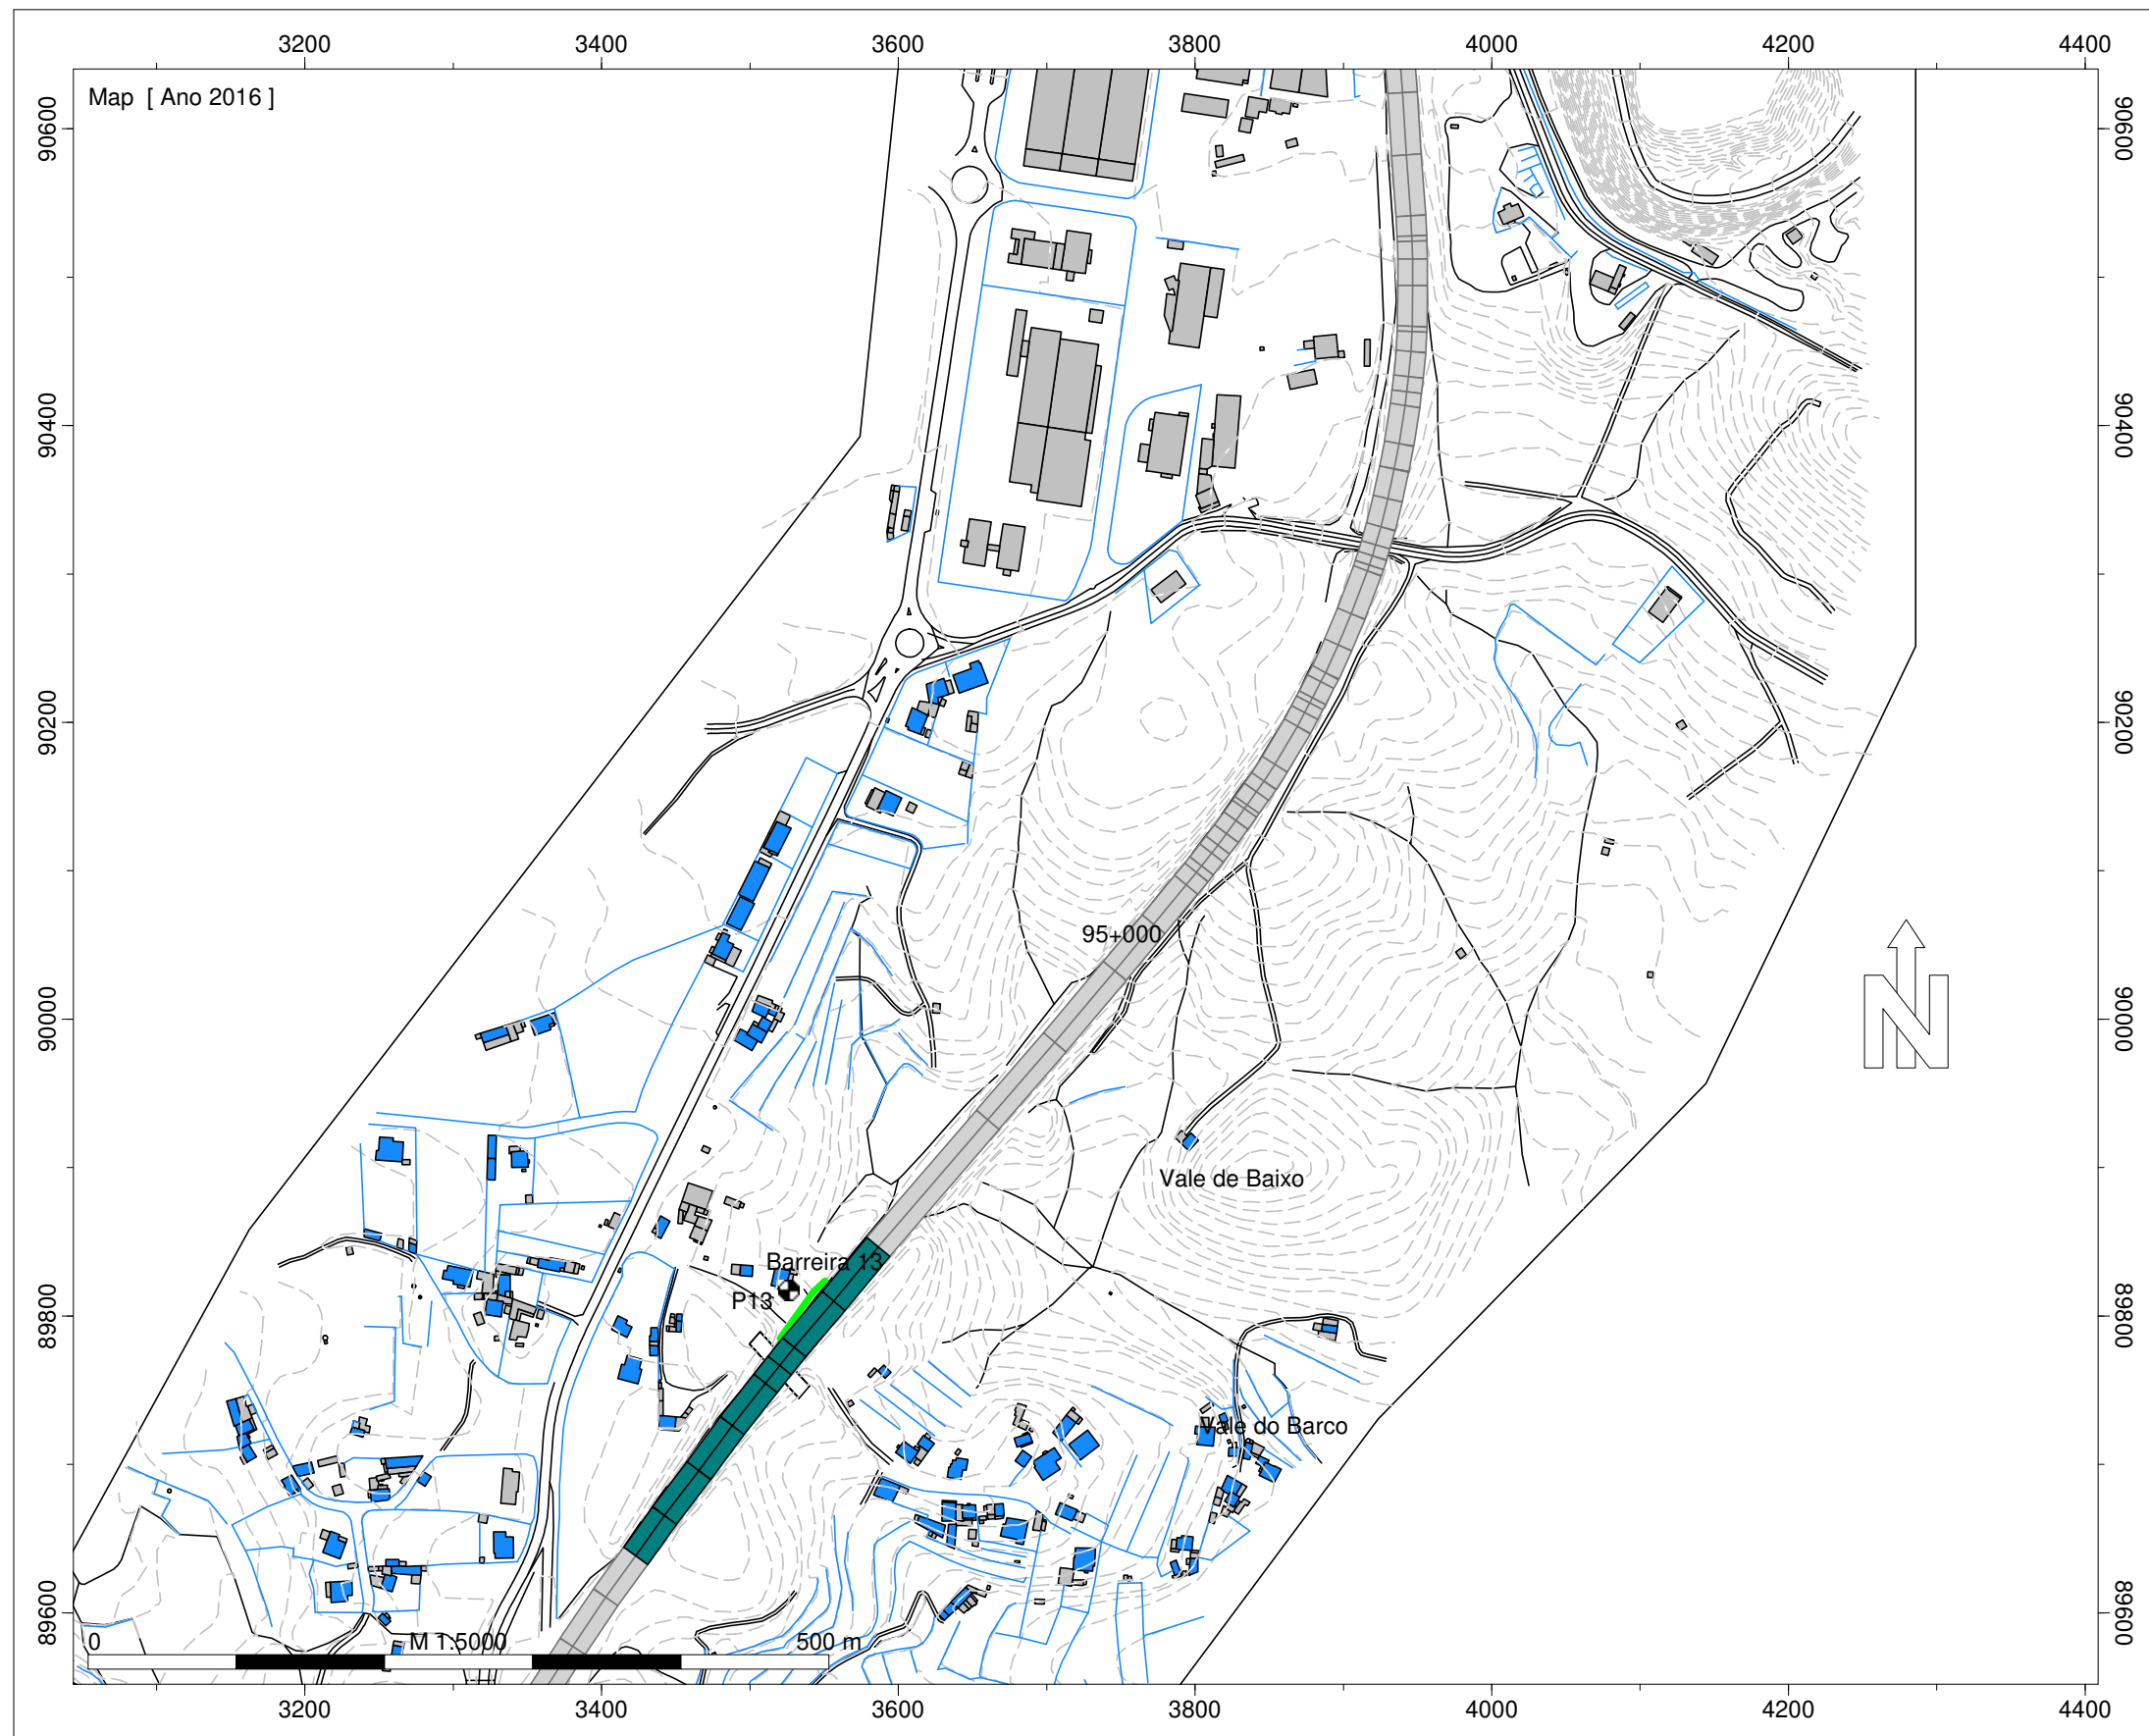 3200 3400 3600 3800 4000 4200 4400
Map [ Ano 2016 ]
90600 90600
90400 90400
90200 90200
95+000
90000 90000
N
Vale de Baixo
Barreira 13
P13
89800 89800
Vale do Barco
89600 89600
0 M 1:5000 500 m
3200 3400 3600 3800 4000 4200 4400